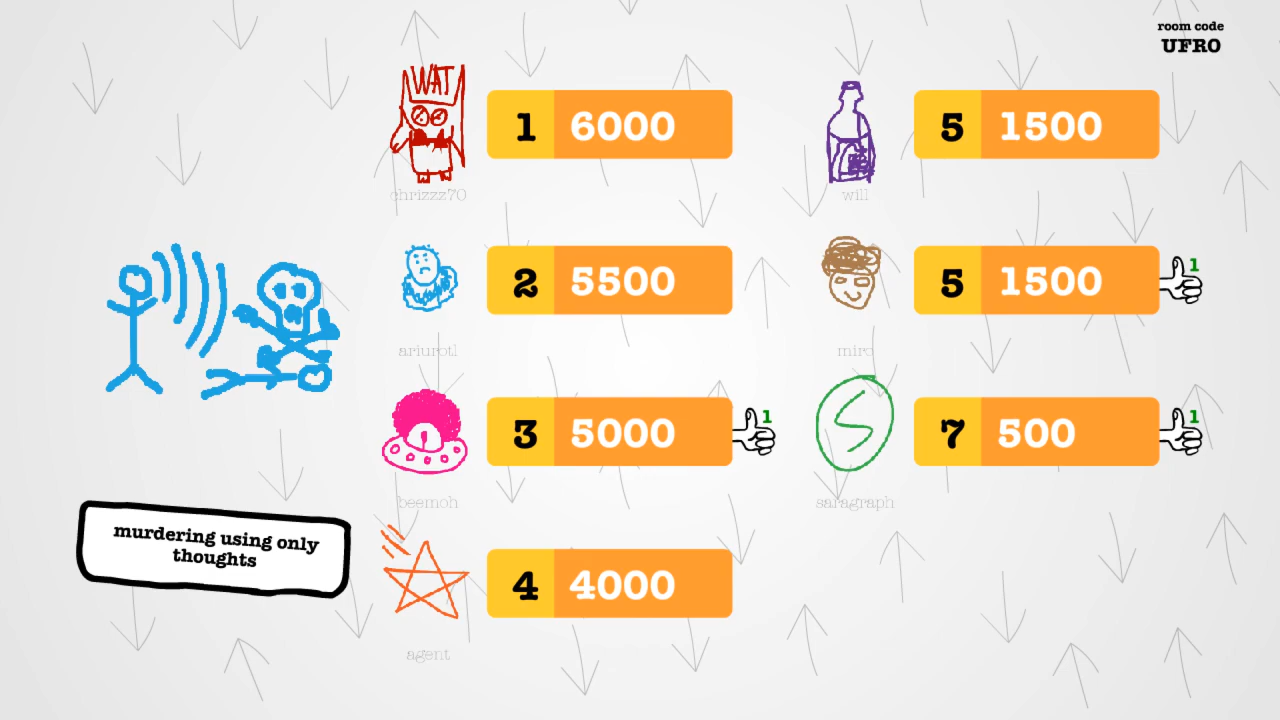 room code
UFRO
WAT
1 6000
chrizzz70
5 1500
will
2 5500
ariurotl
5 1500
1
miro
3 5000
1
beemoh
7 500
1
S
saragraph
murdering using only
thoughts
4 4000
agent